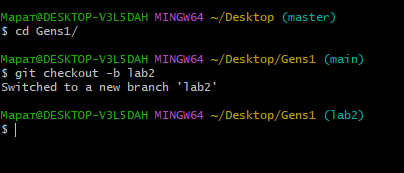 Марат@DESKTOP-V3L5DAH MINGW64 ~/Desktop (master)
$ cd Gens1/
Марат@DESKTOP-V3L5DAH MINGW64 ~/Desktop/Gens1 (main)
$ git checkout -b lab2
Switched to a new branch 'lab2'
Марат@DESKTOP-V3L5DAH MINGW64 ~/Desktop/Gens1 (lab2)
$